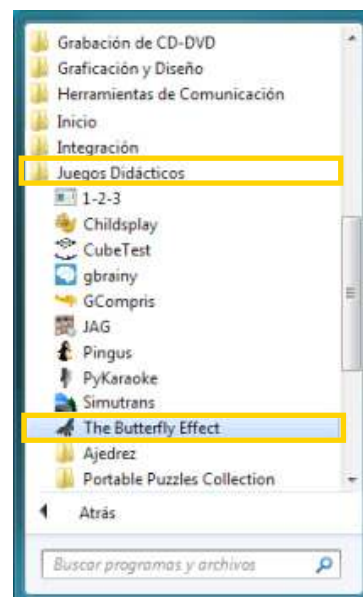 Grabación de CD-DVD
Graficación y Diseño
Herramientas de Comunicación
Inicio
Integración
Juegos Didácticos
1-2-3
Childsplay
CubeTest
gbrainy
GCompris
JAG
Pingus
PyKaraoke
Simutrans
The Butterfly Effect
Ajedrez
Portable Puzzles Collection
Atrás
Buscar programas y archivos